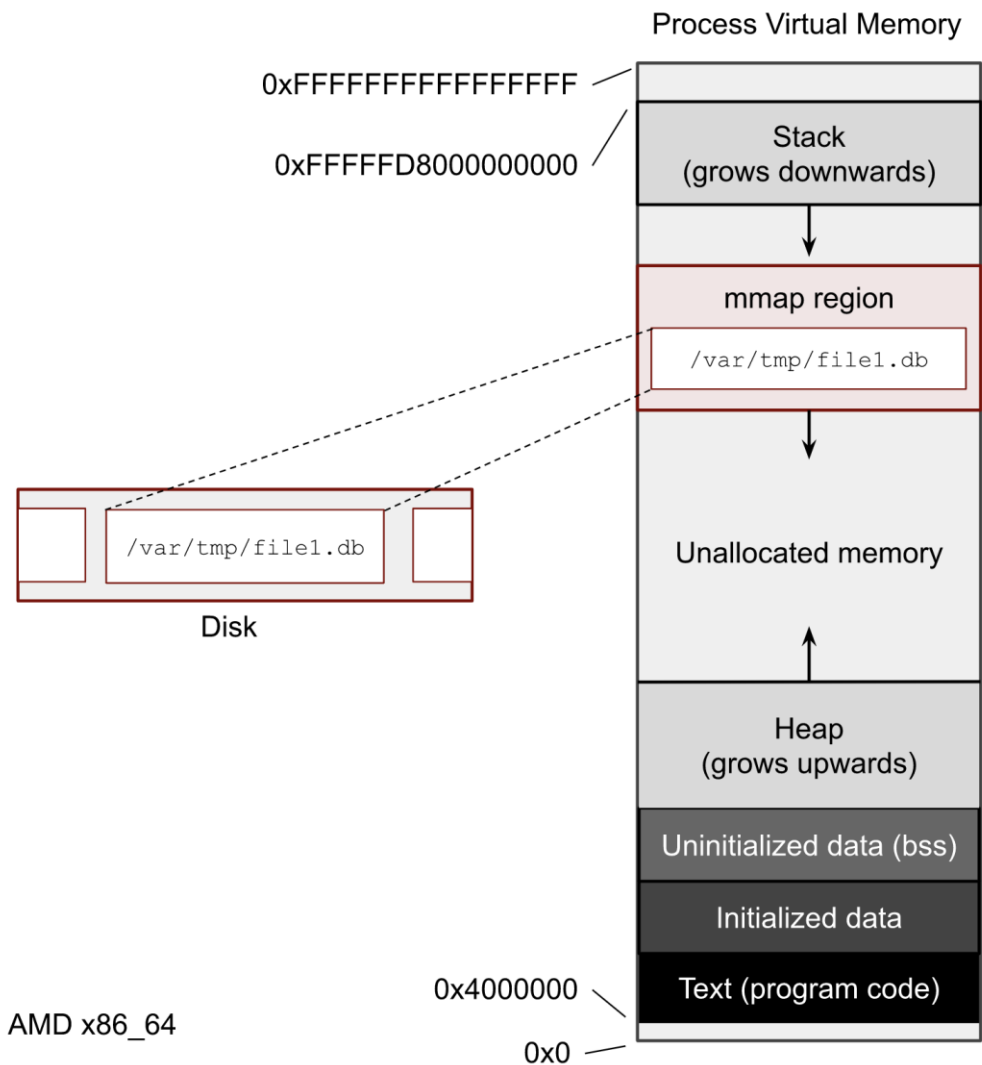 Process Virtual Memory
0xFFFFFFFFFFFFFFFF
0xFFFFFD8000000000
Stack
(grows downwards)
mmap region
/var/tmp/file1.db
/var/tmp/file1.db
Disk
Unallocated memory
Heap
(grows upwards)
Uninitialized data (bss)
Initialized data
Text (program code)
0x4000000
AMD x86_64
0x0